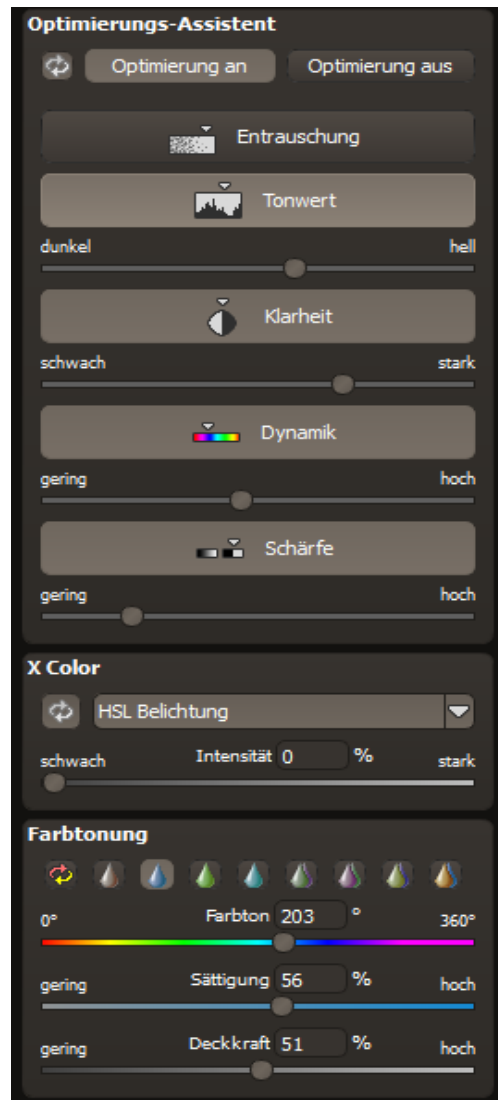 Optimierungs-Assistent
Optimierung an Optimierung aus
Entrauschung
Tonwert
dunkel hell
Klarheit
schwach stark
Dynamik
gering hoch
Schärfe
gering hoch
X Color
HSL Belichtung
schwach Intensität 0 % stark
Farbtonung
0° Farbton 203 ° 360°
gering Sättigung 56 % hoch
gering Deckkraft 51 % hoch